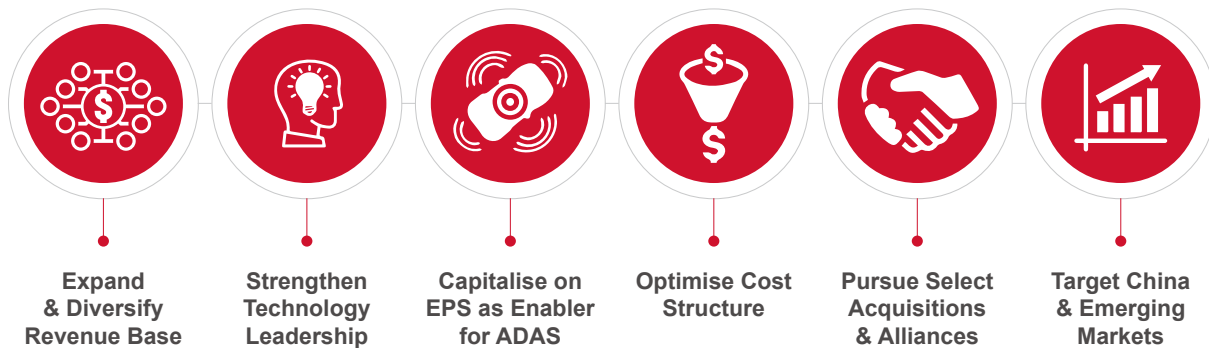 $
$
$
Expand
& Diversify
Revenue Base
Strengthen
Technology
Leadership
Capitalise on
EPS as Enabler
for ADAS
Optimise Cost
Structure
Pursue Select
Acquisitions
& Alliances
Target China
& Emerging
Markets